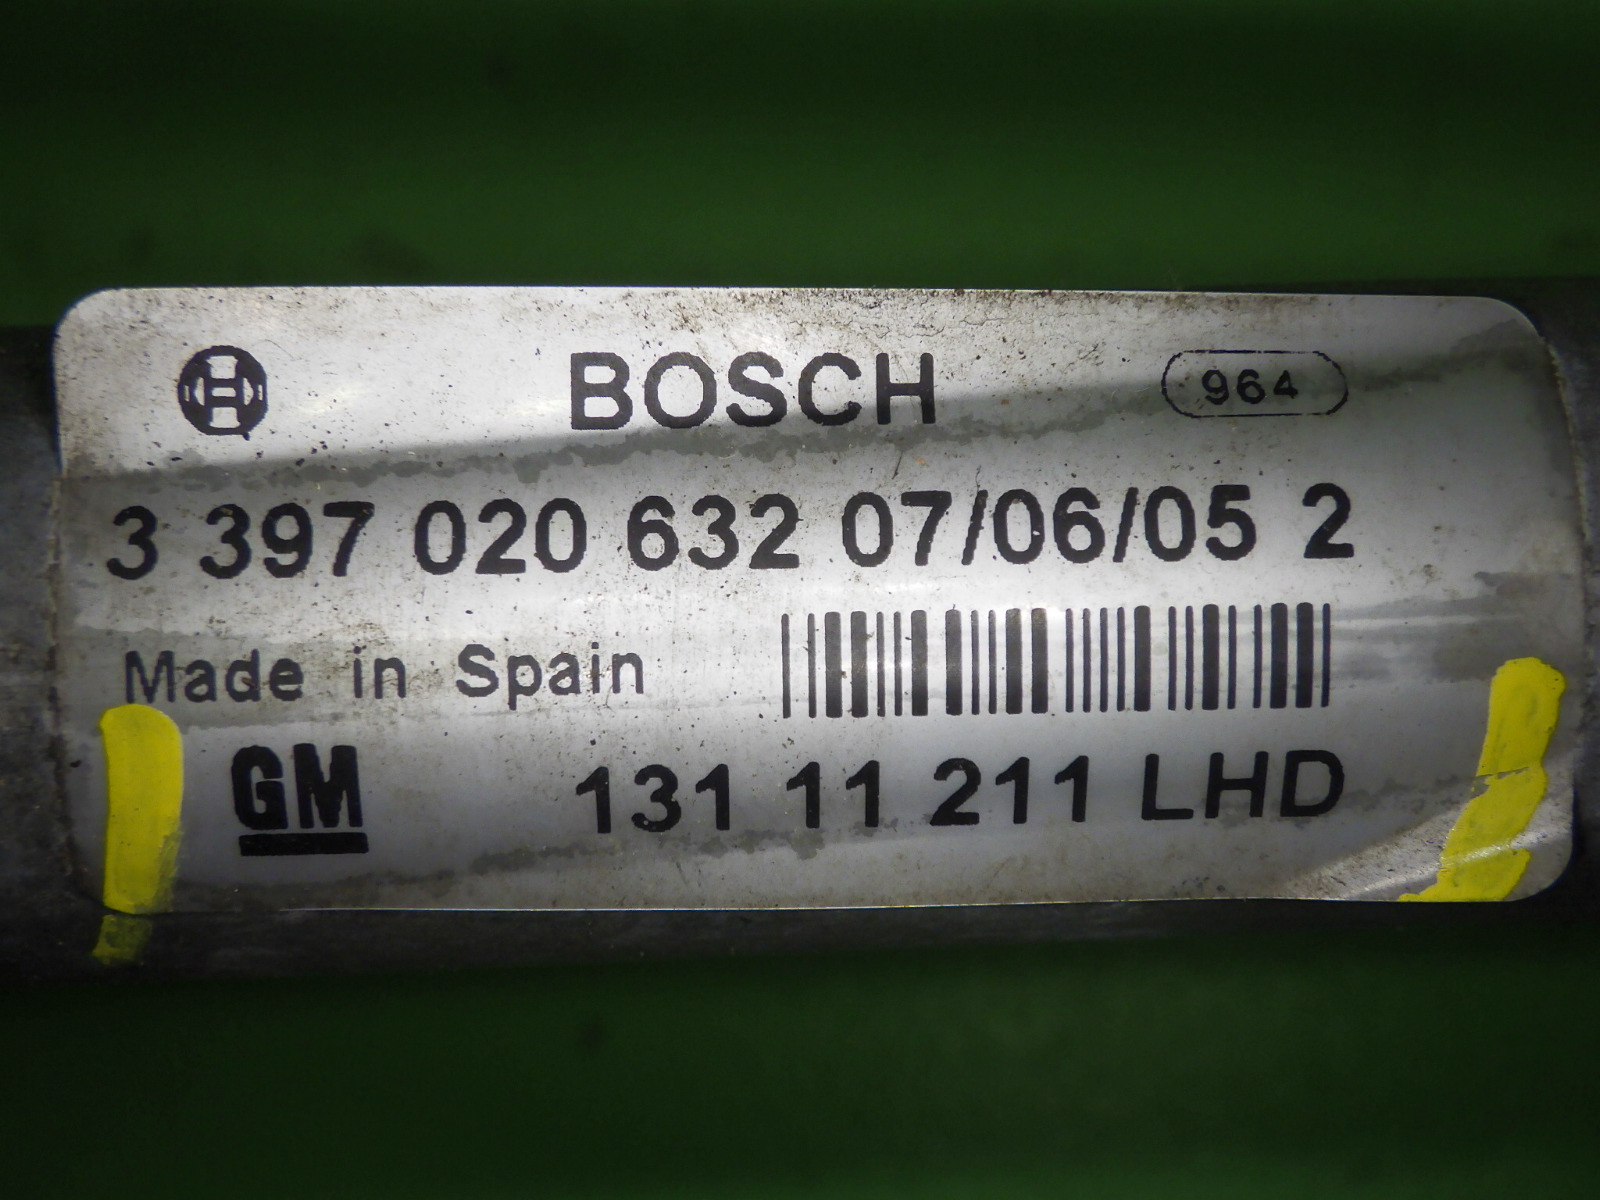 BOSCH 964
3 397 020 632 07/06/05 2
Made in Spain
GM 131 11 211 LHD